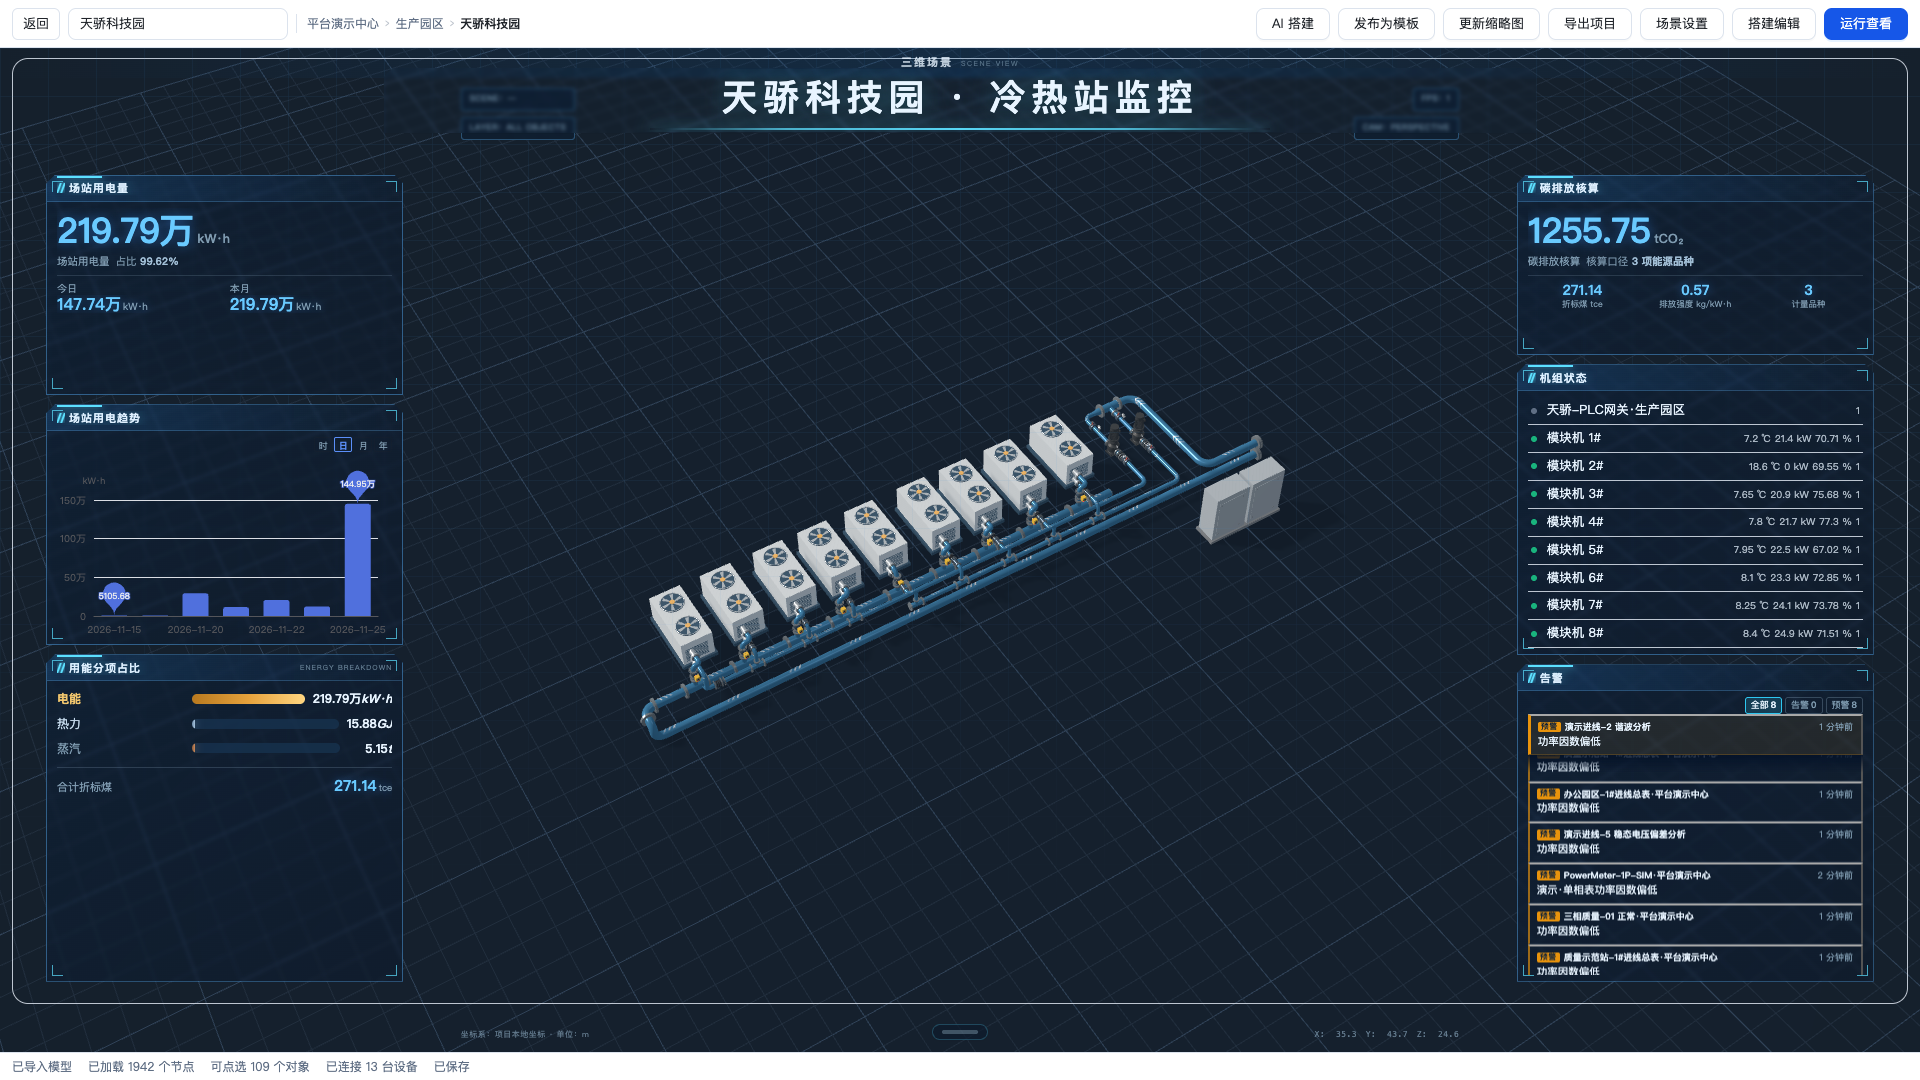 返回
天骄科技园
平台演示中心 › 生产园区 › 天骄科技园
AI 搭建
发布为模板
更新缩略图
导出项目
场景设置
搭建编辑
运行查看
三维场景 SCENE VIEW
天骄科技园 · 冷热站监控
LAYER: ALL OBJECTS
CAM: PERSPECTIVE
场站用电量
219.79万 kW·h
场站用电量 占比 99.62%
今日
147.74万 kW·h
本月
219.79万 kW·h
场站用电趋势
时 日 月 年
kW·h
150万
100万
50万
0
5105.68
144.95万
2026-11-15
2026-11-20
2026-11-22
2026-11-25
用能分项占比 ENERGY BREAKDOWN
电能 219.79万kW·h
热力 15.88GJ
蒸汽 5.15t
合计折标煤 271.14 tce
碳排放核算
1255.75 tCO₂
碳排放核算 核算口径 3 项能源品种
271.14
折标煤 tce
0.57
排放强度 kg/kW·h
3
计量品种
机组状态
天骄-PLC网关·生产园区 1
模块机 1# 7.2 ℃ 21.4 kW 70.71 % 1
模块机 2# 18.6 ℃ 0 kW 69.55 % 1
模块机 3# 7.65 ℃ 20.9 kW 75.68 % 1
模块机 4# 7.8 ℃ 21.7 kW 77.3 % 1
模块机 5# 7.95 ℃ 22.5 kW 67.02 % 1
模块机 6# 8.1 ℃ 23.3 kW 72.85 % 1
模块机 7# 8.25 ℃ 24.1 kW 73.78 % 1
模块机 8# 8.4 ℃ 24.9 kW 71.51 % 1
告警
全部 8 告警 0 预警 8
预警 演示进线-2 谐波分析 1 分钟前
功率因数偏低
功率因数偏低
预警 办公园区-1#进线总表·平台演示中心 1 分钟前
功率因数偏低
预警 演示进线-5 稳态电压偏差分析 1 分钟前
功率因数偏低
预警 PowerMeter-1P-SIM·平台演示中心 2 分钟前
演示·单相表功率因数偏低
预警 三相质量-01 正常·平台演示中心 1 分钟前
功率因数偏低
预警 质量示范站-1#进线总表·平台演示中心 1 分钟前
功率因数偏低
坐标系: 项目本地坐标 · 单位: m
X: 35.3 Y: 43.7 Z: 24.6
已导入模型 已加载 1942 个节点 可点选 109 个对象 已连接 13 台设备 已保存